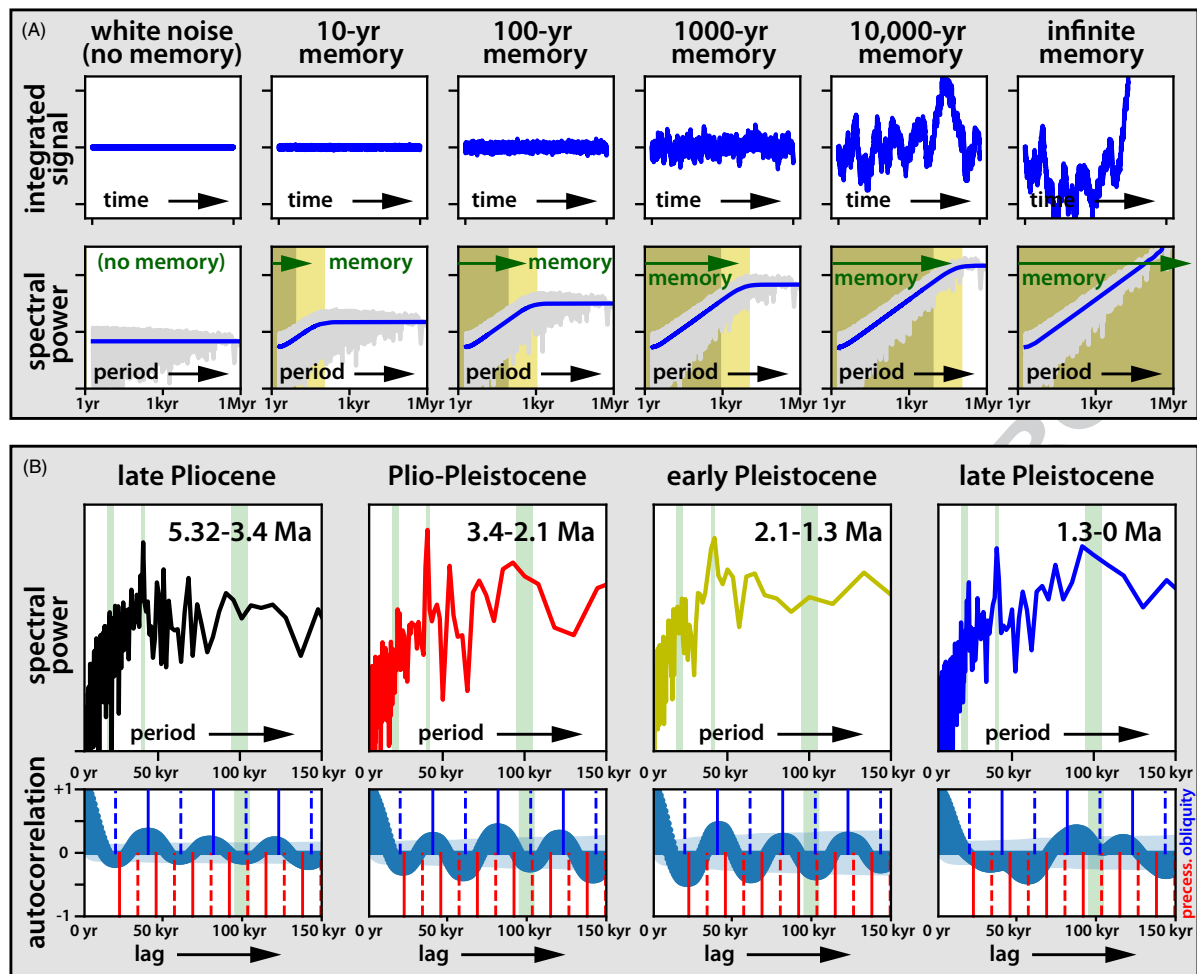 (A)
white noise
(no memory)
10-yr
memory
100-yr
memory
1000-yr
memory
10,000-yr
memory
infinite
memory
integrated
signal
time
time
time
time
time
time
spectral
power
(no memory)
memory
memory
memory
memory
memory
period
period
period
period
period
period
1yr 1kyr 1Myr
1yr 1kyr 1Myr
1yr 1kyr 1Myr
1yr 1kyr 1Myr
1yr 1kyr 1Myr
1yr 1kyr 1Myr
(B)
late Pliocene
Plio-Pleistocene
early Pleistocene
late Pleistocene
5.32-3.4 Ma
3.4-2.1 Ma
2.1-1.3 Ma
1.3-0 Ma
spectral
power
period
period
period
period
0 yr 50 kyr 100 kyr 150 kyr
0 yr 50 kyr 100 kyr 150 kyr
0 yr 50 kyr 100 kyr 150 kyr
0 yr 50 kyr 100 kyr 150 kyr
autocorrelation
+1
0
-1
precess. obliquity
0 yr 50 kyr 100 kyr 150 kyr
0 yr 50 kyr 100 kyr 150 kyr
0 yr 50 kyr 100 kyr 150 kyr
0 yr 50 kyr 100 kyr 150 kyr
lag
lag
lag
lag